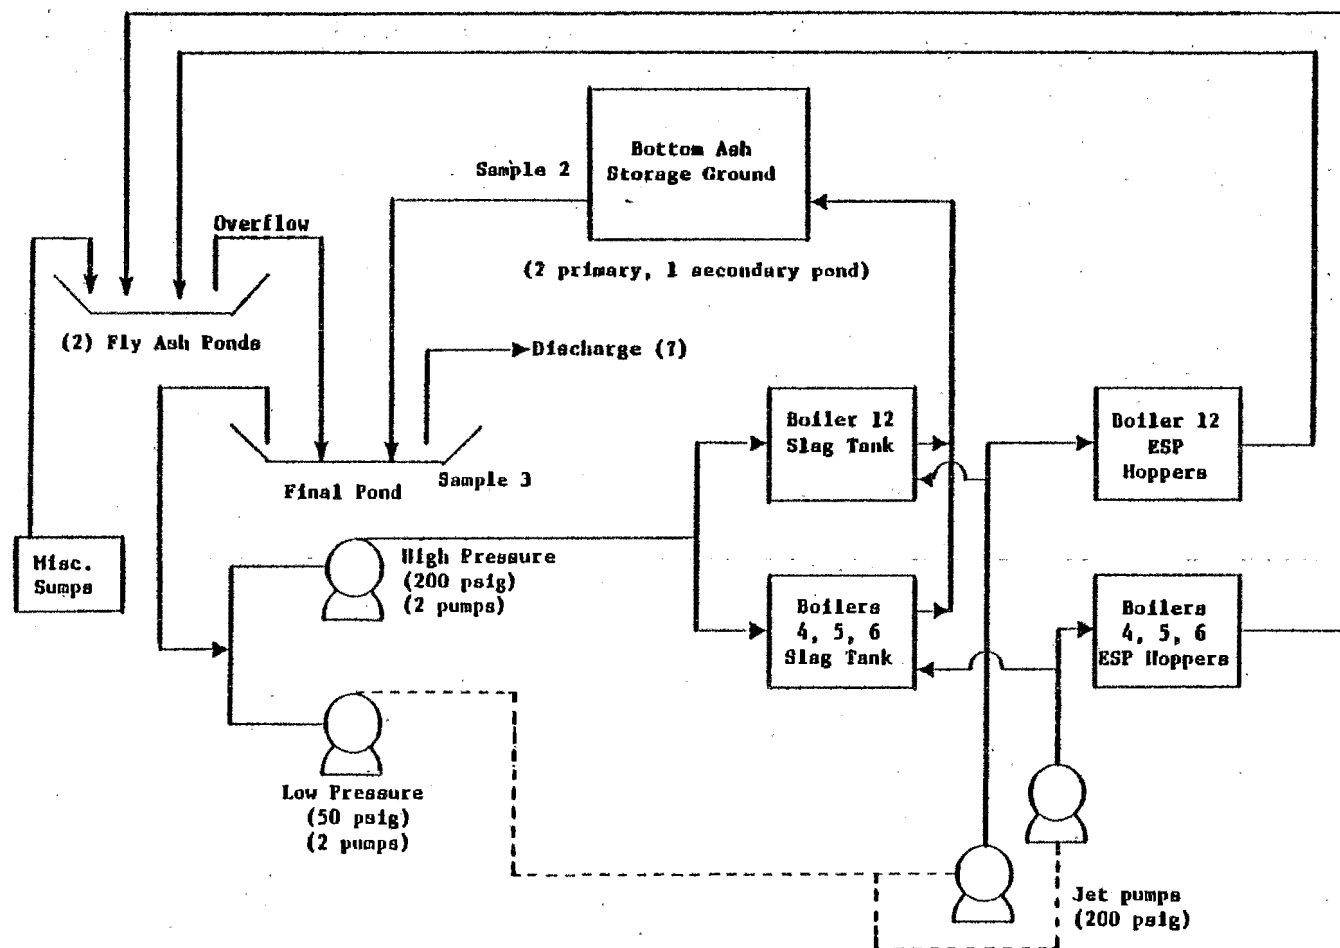 Bottom Ash
Storage Ground
Sample 2
(2 primary, 1 secondary pond)
Overflow
(2) Fly Ash Ponds
Discharge (?)
Sample 3
Final Pond
Misc.
Sumps
High Pressure
(200 psig)
(2 pumps)
Low Pressure
(50 psig)
(2 pumps)
Boiler 12
Slag Tank
Boiler 12
ESP
Hoppers
Boilers
4, 5, 6
Slag Tank
Boilers
4, 5, 6
ESP Hoppers
Jet pumps
(200 psig)